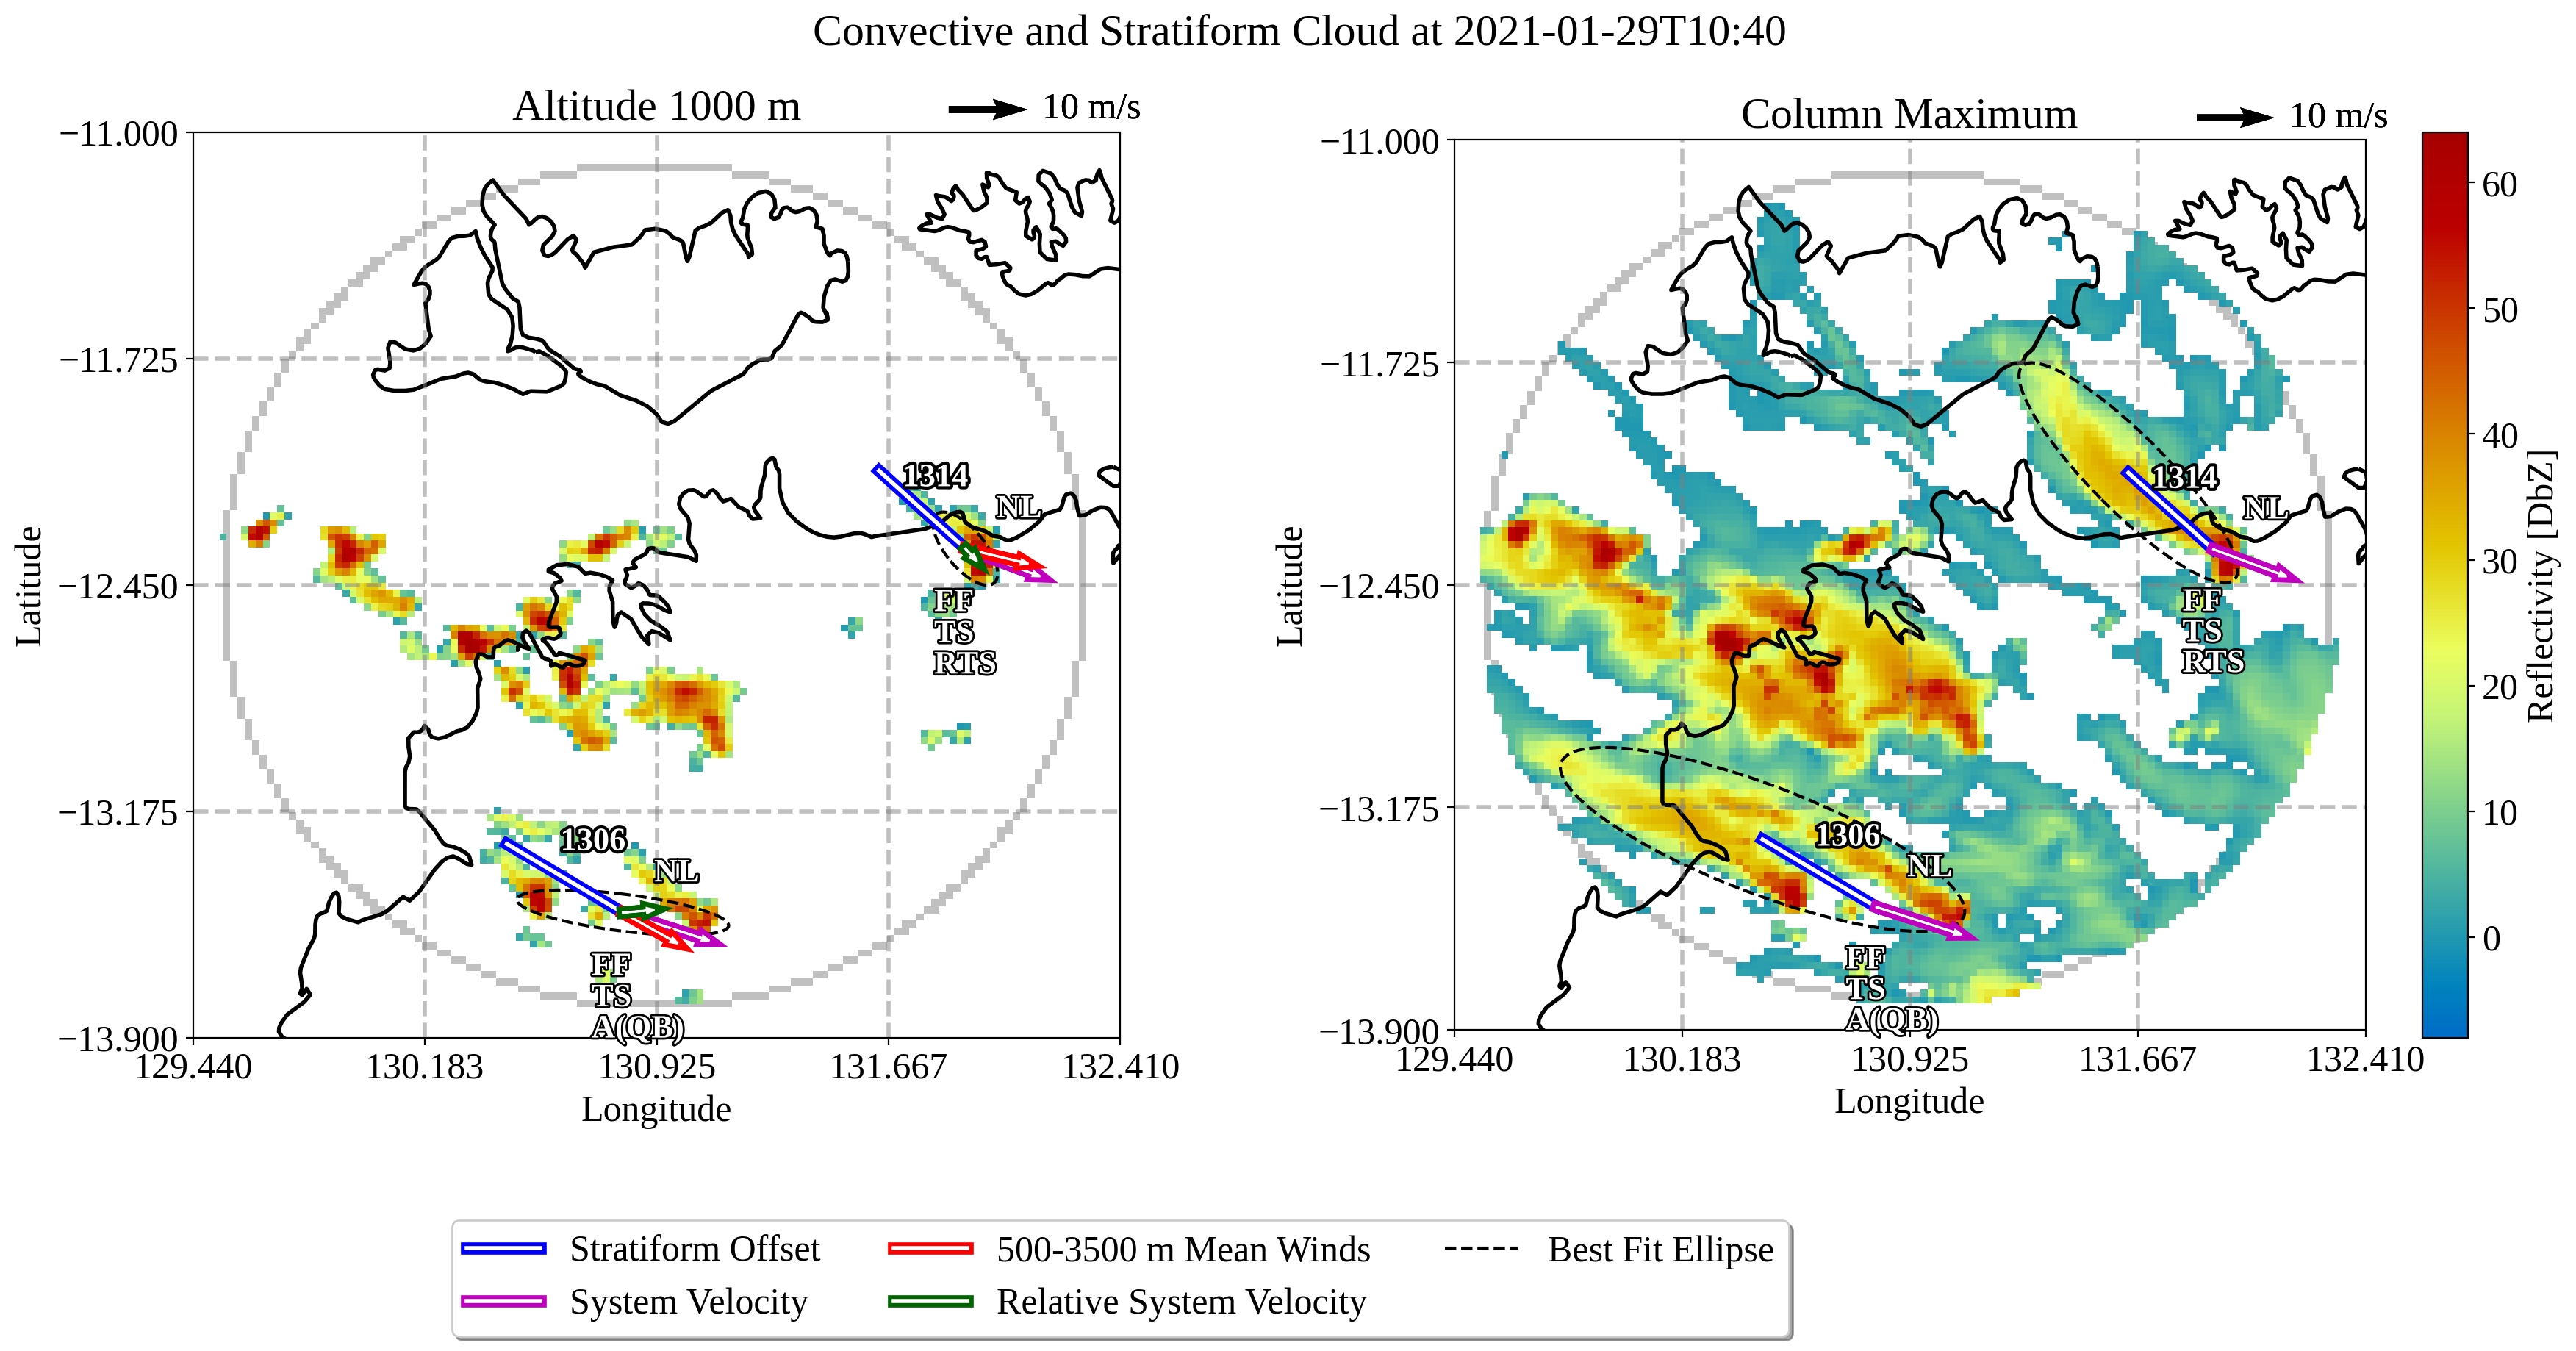 Convective and Stratiform Cloud at 2021-01-29T10:40
Altitude 1000 m
10 m/s
−11.000
−11.725
−12.450
−13.175
−13.900
Latitude
129.440
130.183
130.925
131.667
132.410
Longitude
1314
NL
FF
TS
RTS
1306
NL
FF
TS
A(QB)
Column Maximum
10 m/s
−11.000
−11.725
−12.450
−13.175
−13.900
Latitude
129.440
130.183
130.925
131.667
132.410
Longitude
1314
NL
FF
TS
RTS
1306
NL
FF
TS
A(QB)
60
50
40
30
20
10
0
Reflectivity [DbZ]
Stratiform Offset
System Velocity
500-3500 m Mean Winds
Relative System Velocity
Best Fit Ellipse